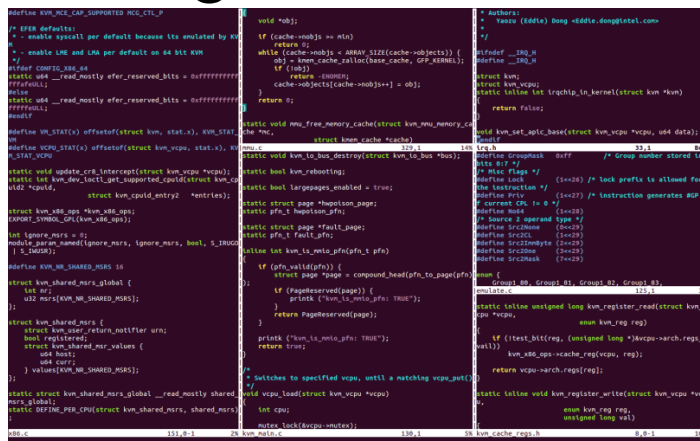 #define KVM_MCE_CAP_SUPPORTED MCG_CTL_P
/* EFER defaults:
 * - enable syscall per default because its emulated by KV
M
 * - enable LME and LMA per default on 64 bit KVM
 */
#ifdef CONFIG_X86_64
static u64 __read_mostly efer_reserved_bits = 0xffffffffff
fffafeULL;
#else
static u64 __read_mostly efer_reserved_bits = 0xffffffffff
fffffeULL;
#endif
#define VM_STAT(x) offsetof(struct kvm, stat.x), KVM_STAT_
#define VCPU_STAT(x) offsetof(struct kvm_vcpu, stat.x), KV
M_STAT_VCPU
static void update_cr8_intercept(struct kvm_vcpu *vcpu);
static int kvm_dev_ioctl_get_supported_cpuid(struct kvm_cp
uid2 *cpuid,
struct kvm_cpuid_entry2   *entries);
struct kvm_x86_ops *kvm_x86_ops;
EXPORT_SYMBOL_GPL(kvm_x86_ops);
int ignore_msrs = 0;
module_param_named(ignore_msrs, ignore_msrs, bool, S_IRUGO
 | S_IWUSR);
#define KVM_NR_SHARED_MSRS 16
struct kvm_shared_msrs_global {
    int nr;
    u32 msrs[KVM_NR_SHARED_MSRS];
};
struct kvm_shared_msrs {
    struct kvm_user_return_notifier urn;
    bool registered;
    struct kvm_shared_msr_values {
        u64 host;
        u64 curr;
    } values[KVM_NR_SHARED_MSRS];
};
static struct kvm_shared_msrs_global __read_mostly shared_
msrs_global;
static DEFINE_PER_CPU(struct kvm_shared_msrs, shared_msrs)
;
x86.c 151,0-1 2%
{
    void *obj;
    if (cache->nobjs >= min)
        return 0;
    while (cache->nobjs < ARRAY_SIZE(cache->objects)) {
        obj = kmem_cache_zalloc(base_cache, GFP_KERNEL);
        if (!obj)
            return -ENOMEM;
        cache->objects[cache->nobjs++] = obj;
    }
    return 0;
}
static void mmu_free_memory_cache(struct kvm_mmu_memory_ca
che *mc,
struct kmem_cache *cache)
mmu.c 329,1 14%
static void kvm_io_bus_destroy(struct kvm_io_bus *bus);
static bool kvm_rebooting;
static bool largepages_enabled = true;
static struct page *hwpoison_page;
static pfn_t hwpoison_pfn;
static struct page *fault_page;
static pfn_t fault_pfn;
inline int kvm_is_mmio_pfn(pfn_t pfn)
{
    if (pfn_valid(pfn)) {
        struct page *page = compound_head(pfn_to_page(pfn)
);
        if (PageReserved(page)) {
            printk ("kvm_is_mmio_pfn: TRUE");
        }
        return PageReserved(page);
    }
    printk ("kvm_is_mmio_pfn: TRUE");
    return true;
}
/*
 * Switches to specified vcpu, until a matching vcpu_put()
 */
void vcpu_load(struct kvm_vcpu *vcpu)
{
    int cpu;
    mutex_lock(&vcpu->mutex);
kvm_main.c 130,1 5%
 * Authors:
 *   Yaozu (Eddie) Dong <Eddie.dong@intel.com>
 *
 */
#ifndef __IRQ_H
#define __IRQ_H
struct kvm;
struct kvm_vcpu;
static inline int irqchip_in_kernel(struct kvm *kvm)
{
    return false;
}
void kvm_set_apic_base(struct kvm_vcpu *vcpu, u64 data);
#endif
irq.h 33,1
#define GroupMask   0xff        /* Group number stored in
bits 0:7 */
/* Misc flags */
#define Lock        (1<<26) /* lock prefix is allowed for
the instruction */
#define Priv        (1<<27) /* instruction generates #GP i
f current CPL != 0 */
#define No64        (1<<28)
/* Source 2 operand type */
#define Src2None    (0<<29)
#define Src2CL      (1<<29)
#define Src2ImmByte (2<<29)
#define Src2One     (3<<29)
#define Src2Mask    (7<<29)
enum {
    Group1_80, Group1_81, Group1_82, Group1_83,
emulate.c 125,1
static inline unsigned long kvm_register_read(struct kvm_v
cpu *vcpu,
enum kvm_reg reg)
{
    if (!test_bit(reg, (unsigned long *)&vcpu->arch.regs_a
vail))
        kvm_x86_ops->cache_reg(vcpu, reg);
    return vcpu->arch.regs[reg];
}
static inline void kvm_register_write(struct kvm_vcpu *vcp
u,
enum kvm_reg reg,
unsigned long val)
{
kvm_cache_regs.h 8,0-1